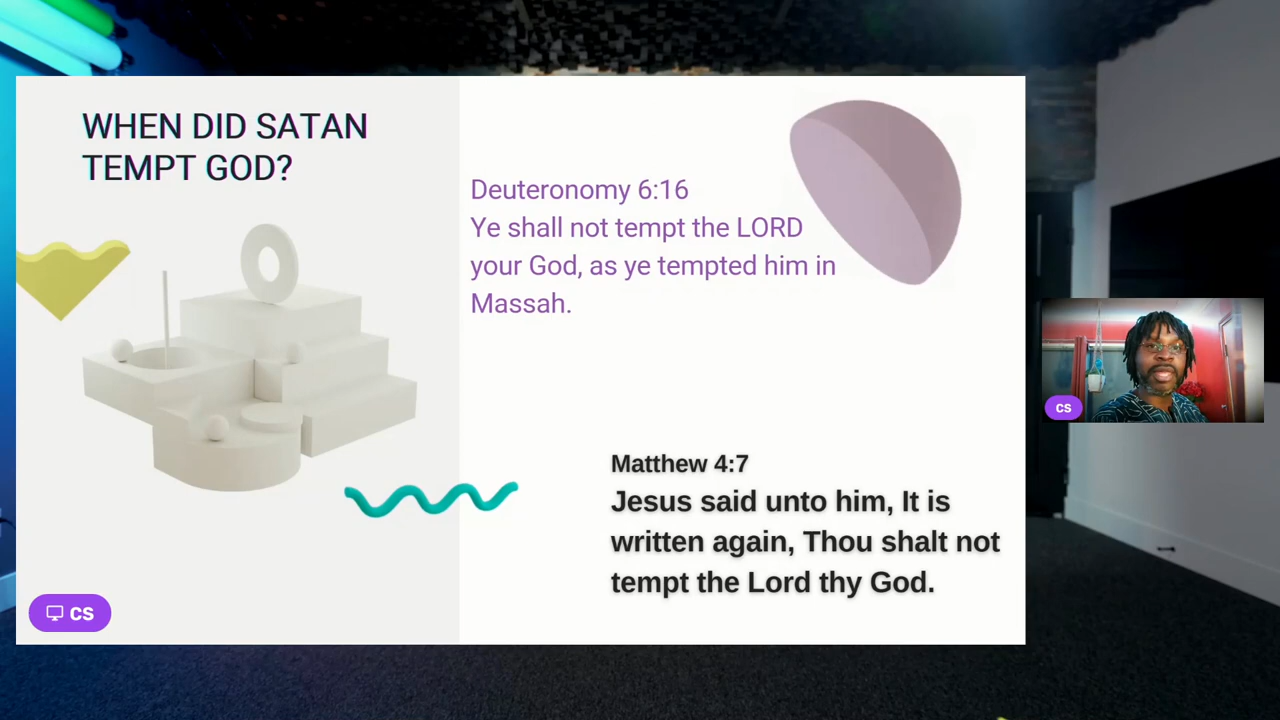 WHEN DID SATAN
TEMPT GOD?
Deuteronomy 6:16
Ye shall not tempt the LORD
your God, as ye tempted him in
Massah.
Matthew 4:7
Jesus said unto him, It is
written again, Thou shalt not
tempt the Lord thy God.
CS
CS